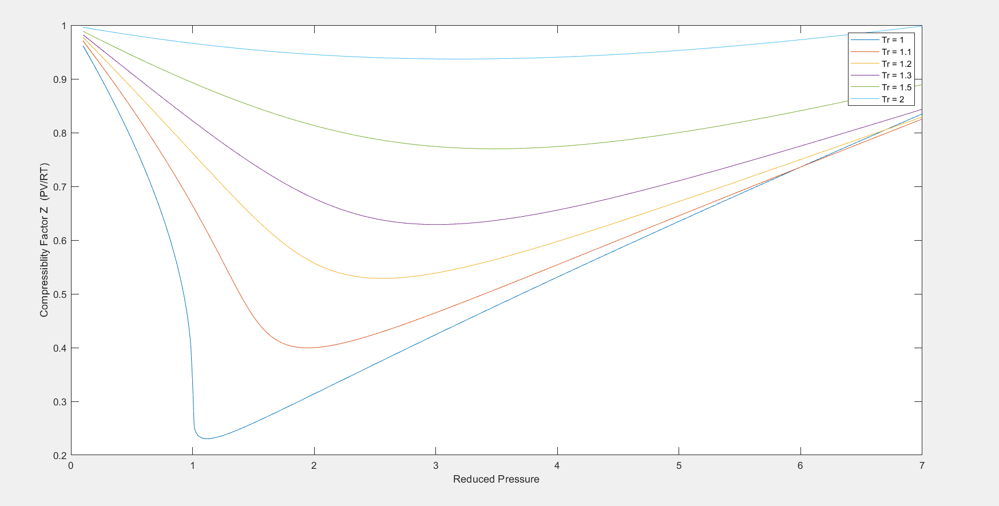 1
0.9
0.8
0.7
0.6
0.5
0.4
0.3
0.2
0 1 2 3 4 5 6 7
Compressiblity Factor Z (PV/RT)
Reduced Pressure
Tr = 1
Tr = 1.1
Tr = 1.2
Tr = 1.3
Tr = 1.5
Tr = 2